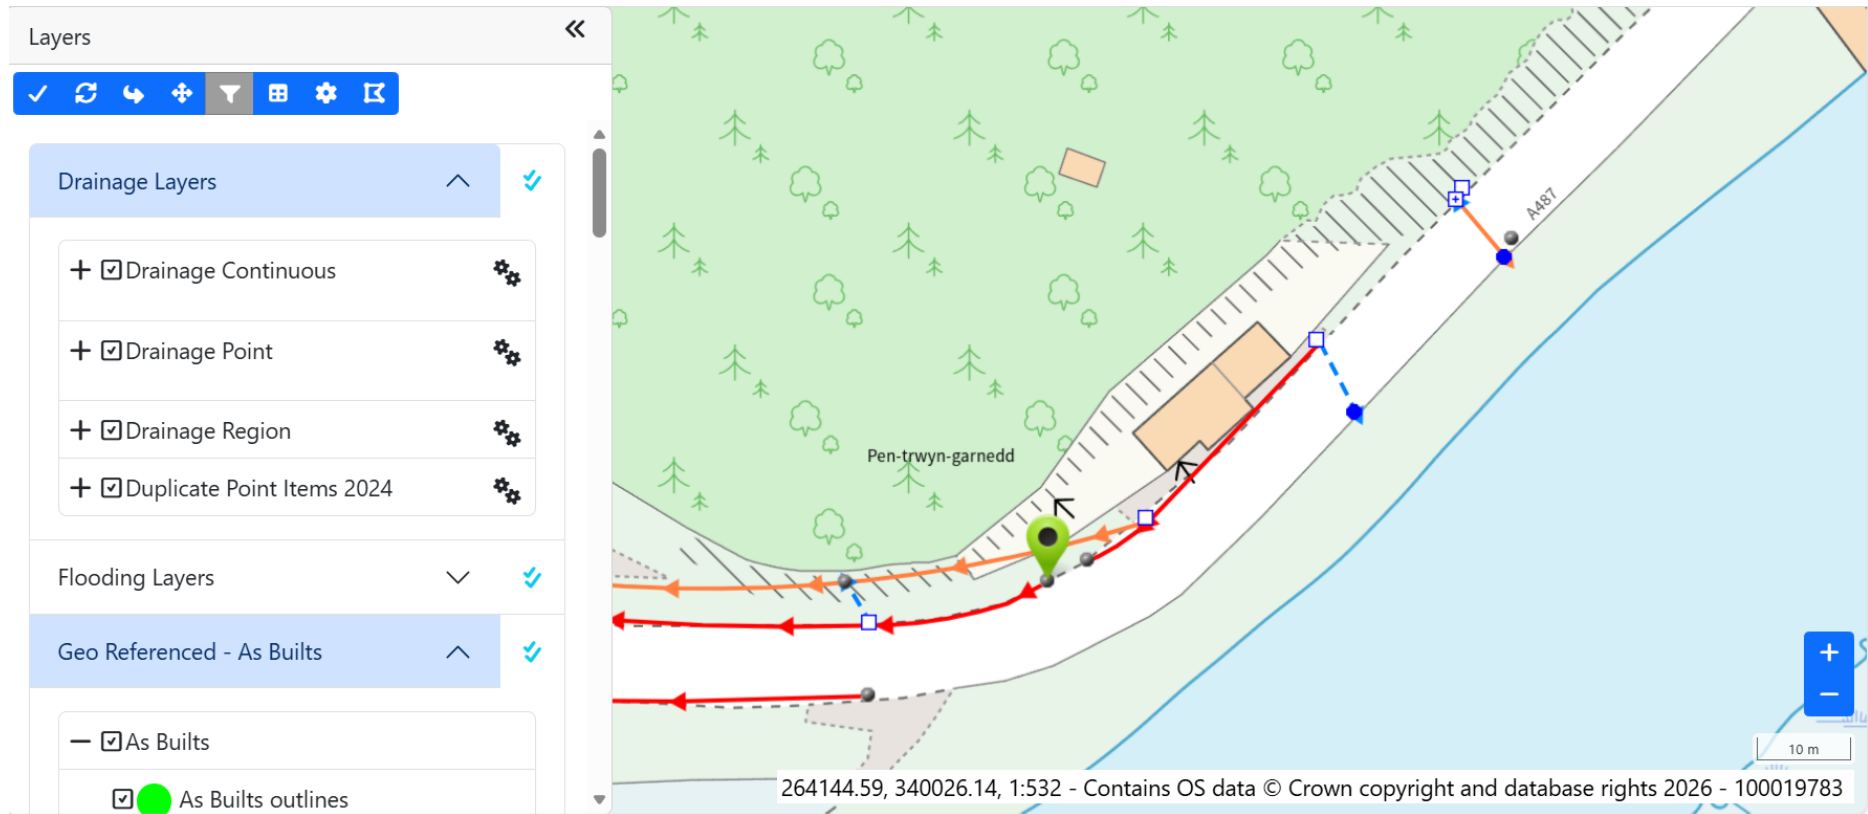 Layers
Drainage Layers
Drainage Continuous
Drainage Point
Drainage Region
Duplicate Point Items 2024
Flooding Layers
Geo Referenced - As Builts
As Builts
As Builts outlines
A487
Pen-trwyn-garnedd
10 m
264144.59, 340026.14, 1:532 - Contains OS data © Crown copyright and database rights 2026 - 100019783